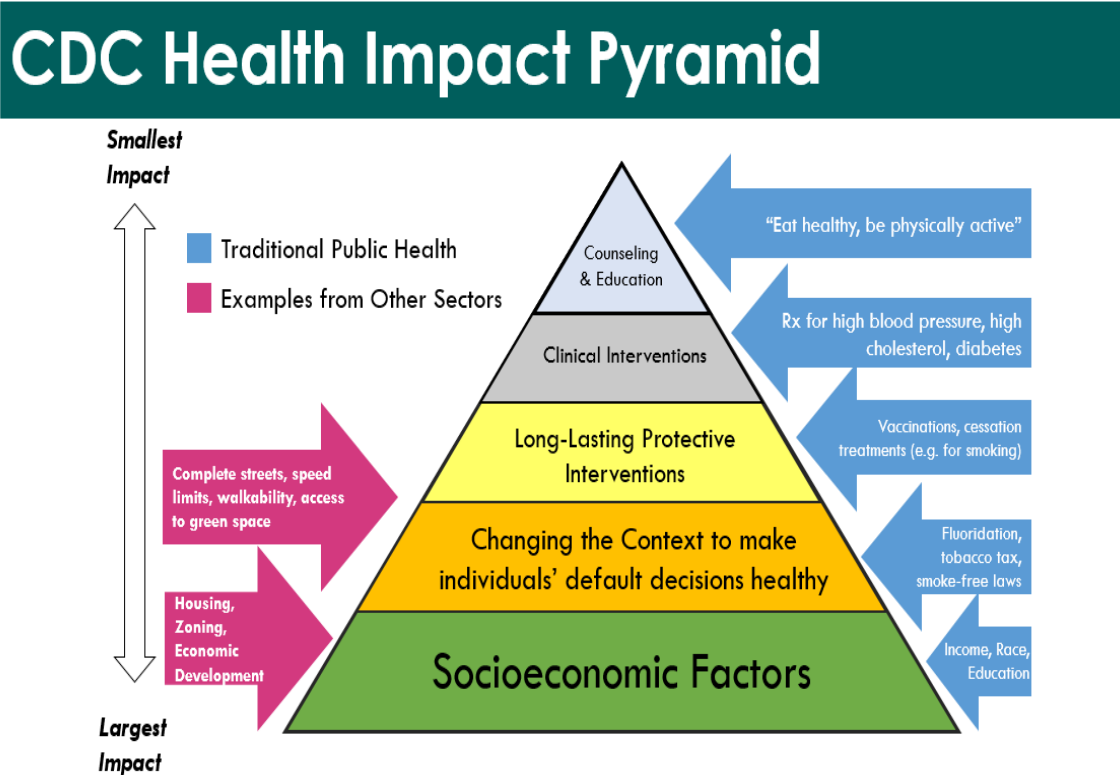 CDC Health Impact Pyramid
Smallest
Impact
Traditional Public Health
Examples from Other Sectors
Counseling
& Education
“Eat healthy, be physically active”
Clinical Interventions
Rx for high blood pressure, high
cholesterol, diabetes
Long-Lasting Protective
Interventions
Vaccinations, cessation
treatments (e.g. for smoking)
Complete streets, speed
limits, walkability, access
to green space
Changing the Context to make
individuals’ default decisions healthy
Fluoridation,
tobacco tax,
smoke-free laws
Housing,
Zoning,
Economic
Development
Socioeconomic Factors
Income, Race,
Education
Largest
Impact